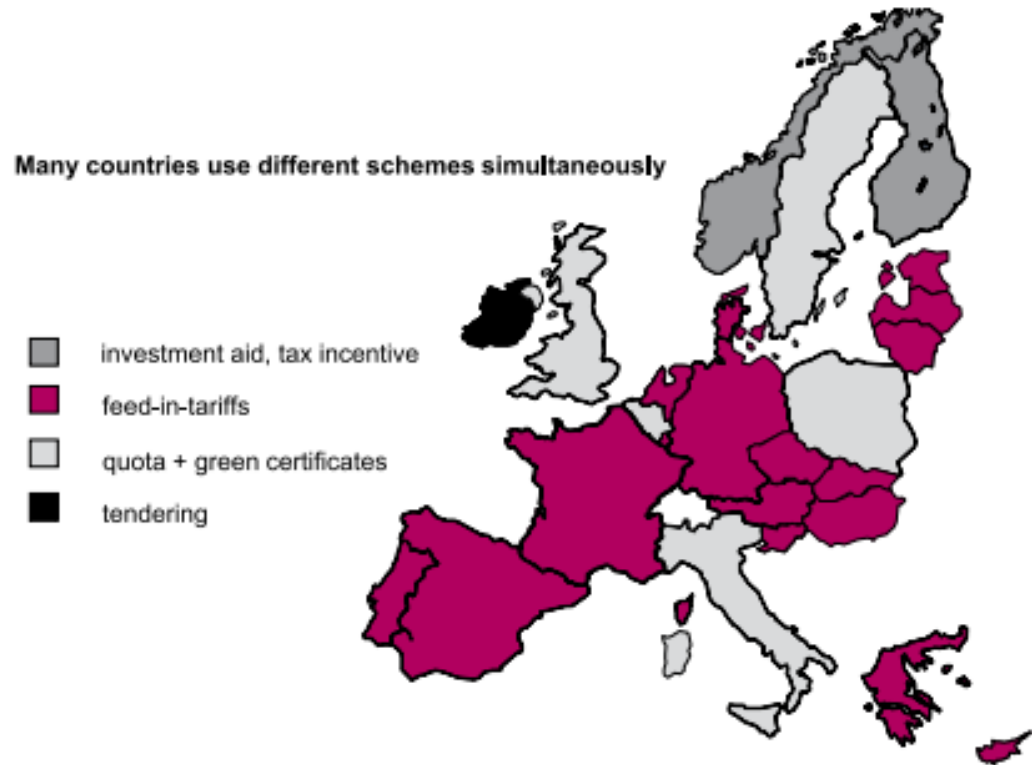 Many countries use different schemes simultaneously
investment aid, tax incentive
feed-in-tariffs
quota + green certificates
tendering